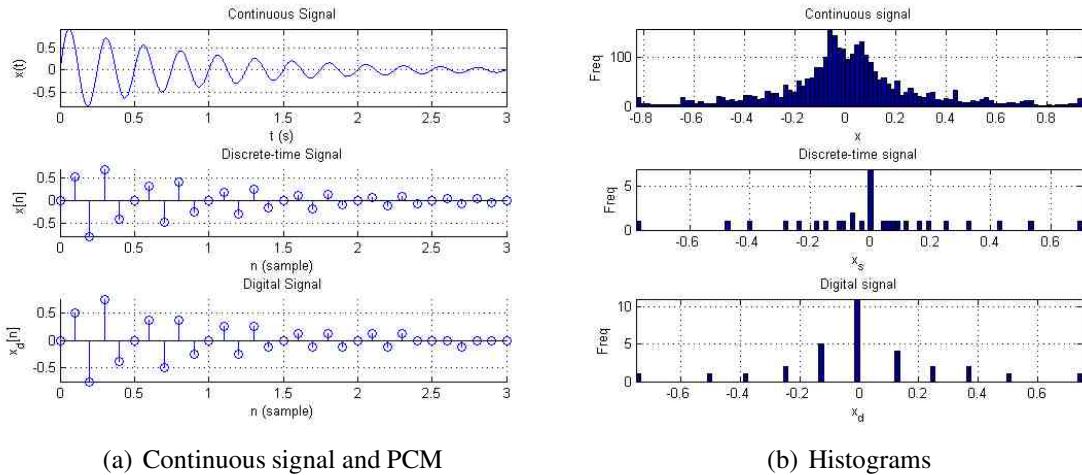 Continuous Signal
0.5
0
-0.5
x(t)
0 0.5 1 1.5 2 2.5 3
t (s)
Discrete-time Signal
0.5
0
-0.5
x[n]
0 0.5 1 1.5 2 2.5 3
n (sample)
Digital Signal
0.5
0
-0.5
x_d[n]
0 0.5 1 1.5 2 2.5 3
n (sample)
(a) Continuous signal and PCM
Continuous signal
100
0
Freq
-0.8 -0.6 -0.4 -0.2 0 0.2 0.4 0.6 0.8
x
Discrete-time signal
5
0
Freq
-0.6 -0.4 -0.2 0 0.2 0.4 0.6
x_s
Digital signal
10
5
0
Freq
-0.6 -0.4 -0.2 0 0.2 0.4 0.6
x_d
(b) Histograms